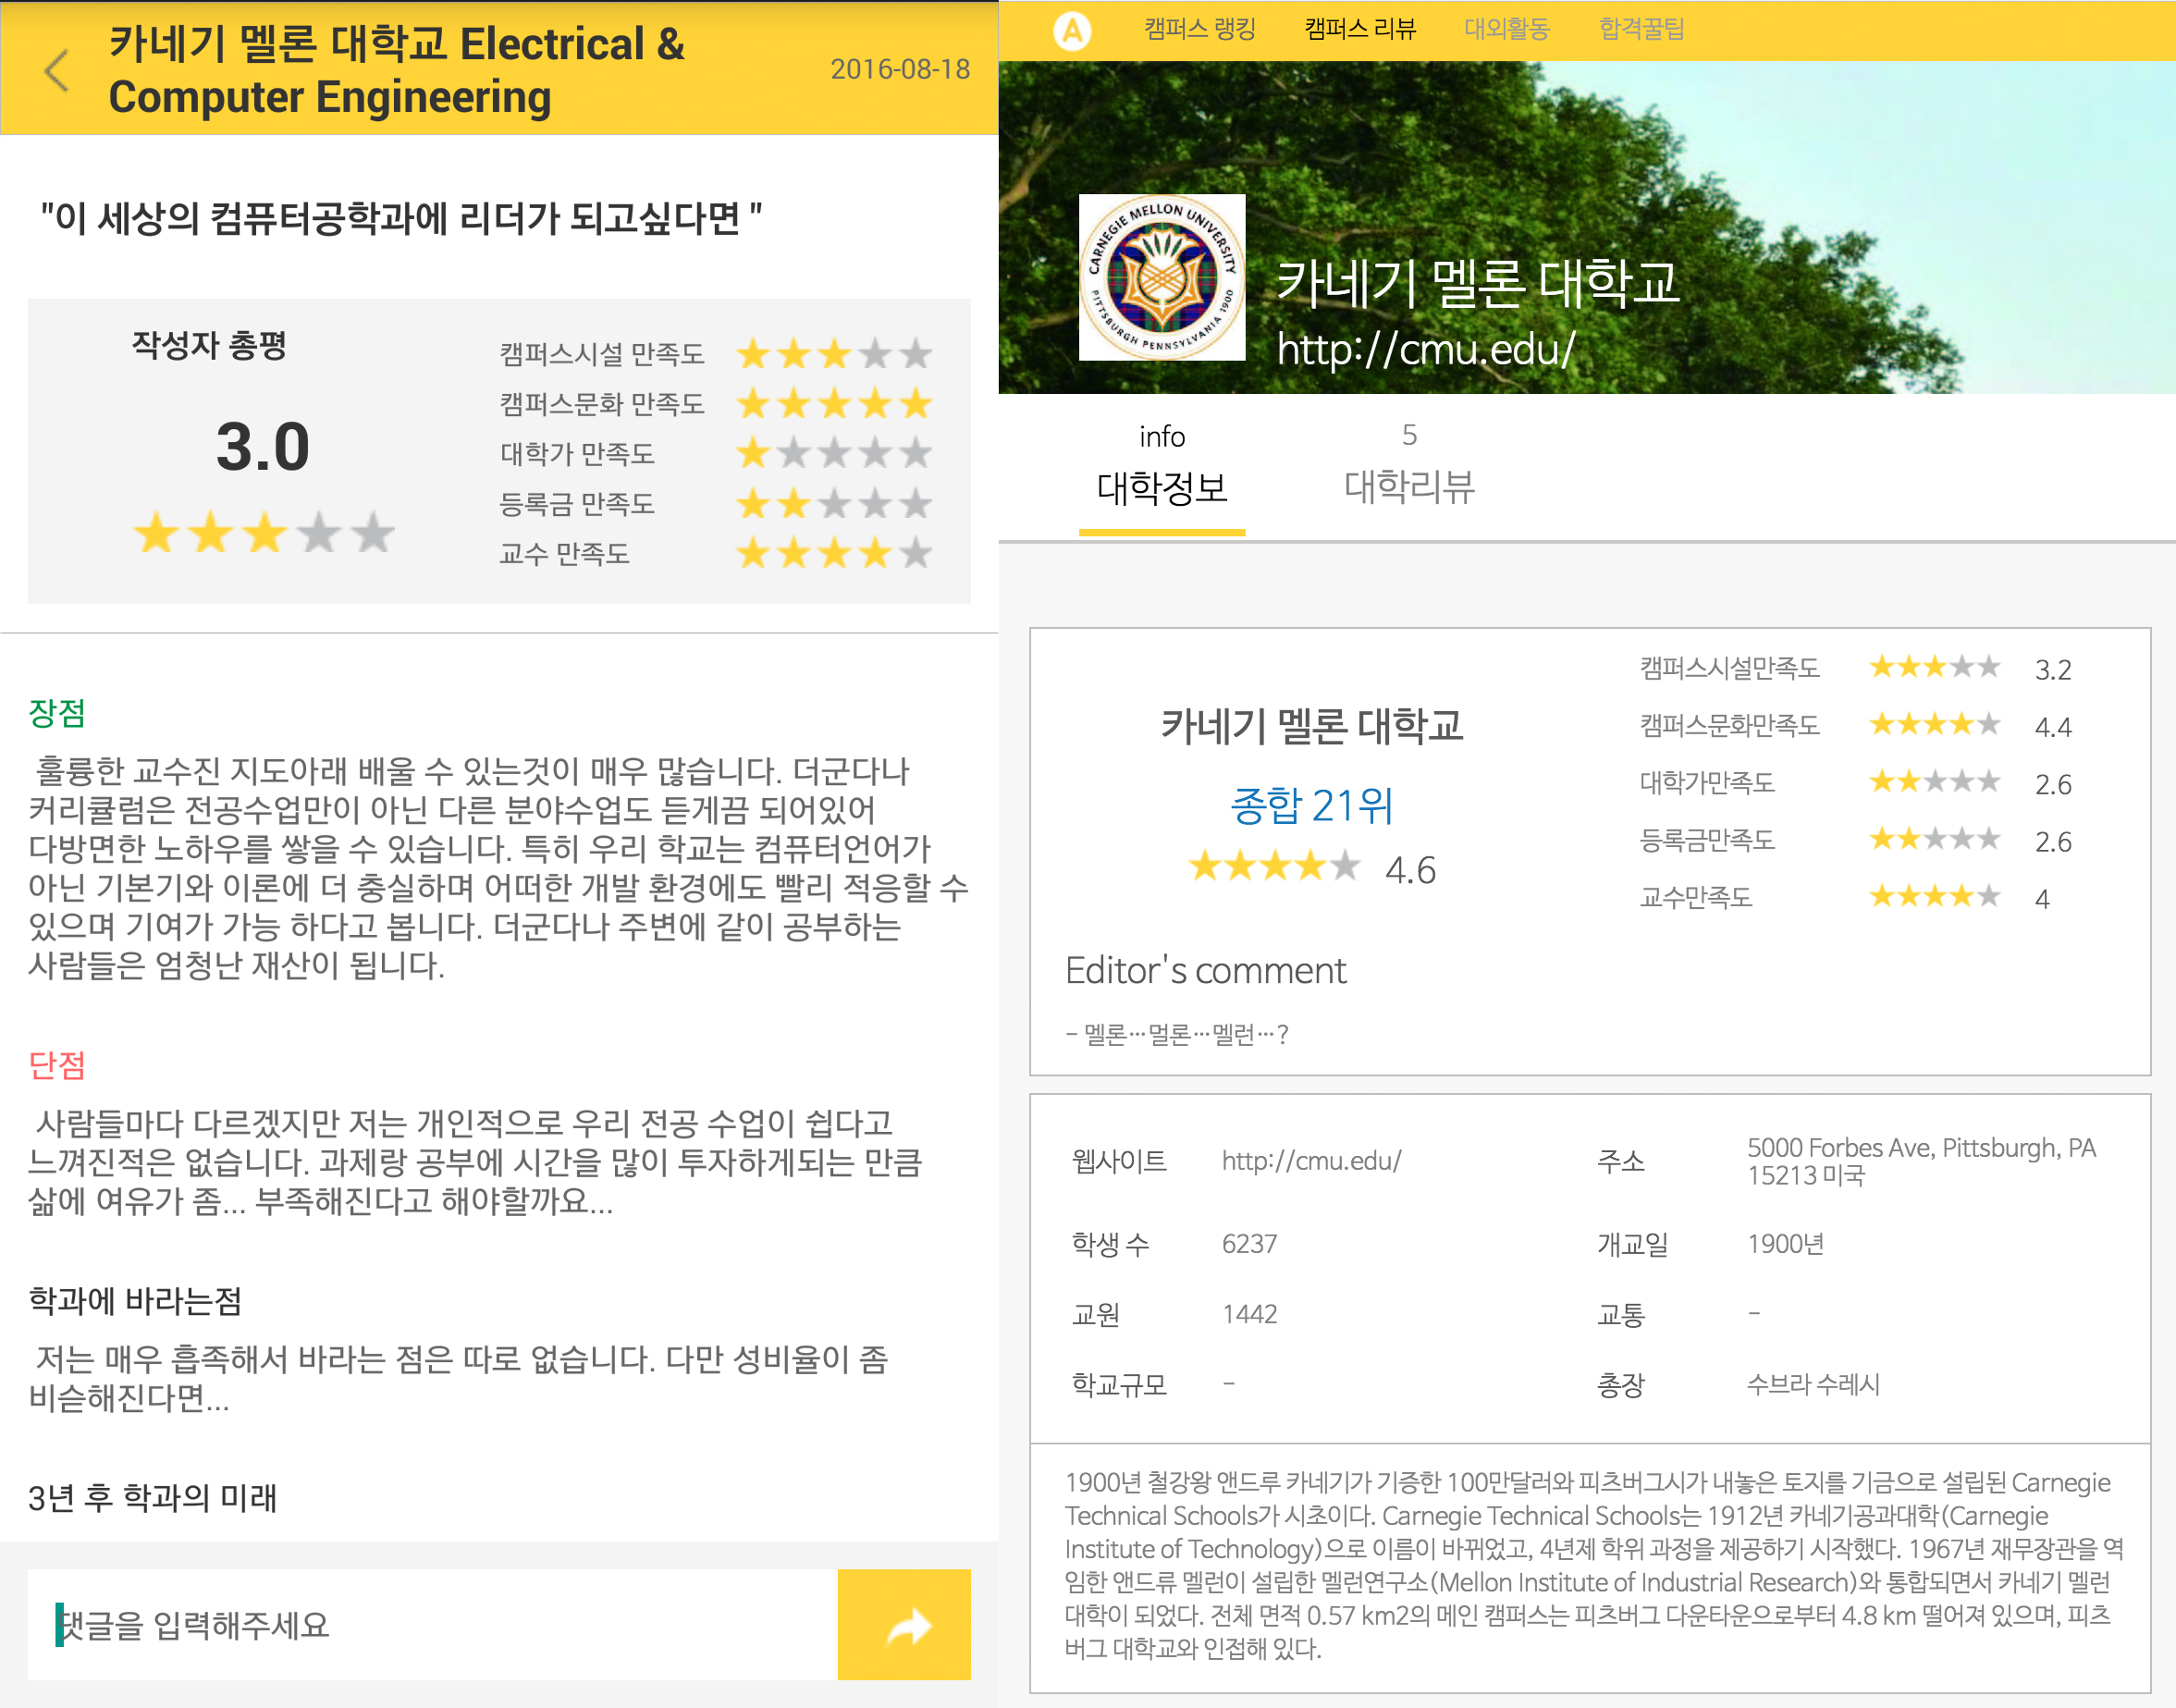 카네기 멜론 대학교 Electrical &
Computer Engineering
2016-08-18
"이 세상의 컴퓨터공학과에 리더가 되고싶다면 "
작성자 총평
3.0
캠퍼스시설 만족도
캠퍼스문화 만족도
대학가 만족도
등록금 만족도
교수 만족도
장점
훌륭한 교수진 지도아래 배울 수 있는것이 매우 많습니다. 더군다나
커리큘럼은 전공수업만이 아닌 다른 분야수업도 듣게끔 되어있어
다방면한 노하우를 쌓을 수 있습니다. 특히 우리 학교는 컴퓨터언어가
아닌 기본기와 이론에 더 충실하며 어떠한 개발 환경에도 빨리 적응할 수
있으며 기여가 가능 하다고 봅니다. 더군다나 주변에 같이 공부하는
사람들은 엄청난 재산이 됩니다.
단점
사람들마다 다르겠지만 저는 개인적으로 우리 전공 수업이 쉽다고
느껴진적은 없습니다. 과제랑 공부에 시간을 많이 투자하게되는 만큼
삶에 여유가 좀... 부족해진다고 해야할까요...
학과에 바라는점
저는 매우 흡족해서 바라는 점은 따로 없습니다. 다만 성비율이 좀
비슫해진다면...
3년 후 학과의 미래
댓글을 입력해주세요
A
캠퍼스 랭킹
캠퍼스 리뷰
대외활동
합격꿀팁
CARNEGIE MELLON UNIVERSITY
PITTSBURGH PENNSYLVANIA 1900
카네기 멜론 대학교
http://cmu.edu/
info
대학정보
5
대학리뷰
카네기 멜론 대학교
종합 21위
4.6
캠퍼스시설만족도 3.2
캠퍼스문화만족도 4.4
대학가만족도 2.6
등록금만족도 2.6
교수만족도 4
Editor's comment
- 멜론…멀론…멜런…?
웹사이트 http://cmu.edu/
주소 5000 Forbes Ave, Pittsburgh, PA
15213 미국
학생 수 6237
개교일 1900년
교원 1442
교통 -
학교규모 -
총장 수브라 수레시
1900년 철강왕 앤드루 카네기가 기증한 100만달러와 피츠버그시가 내놓은 토지를 기금으로 설립된 Carnegie
Technical Schools가 시초이다. Carnegie Technical Schools는 1912년 카네기공과대학(Carnegie
Institute of Technology)으로 이름이 바뀌었고, 4년제 학위 과정을 제공하기 시작했다. 1967년 재무장관을 역
임한 앤드류 멜런이 설립한 멜런연구소(Mellon Institute of Industrial Research)와 통합되면서 카네기 멜런
대학이 되었다. 전체 면적 0.57 km2의 메인 캠퍼스는 피츠버그 다운타운으로부터 4.8 km 떨어져 있으며, 피츠
버그 대학교와 인접해 있다.